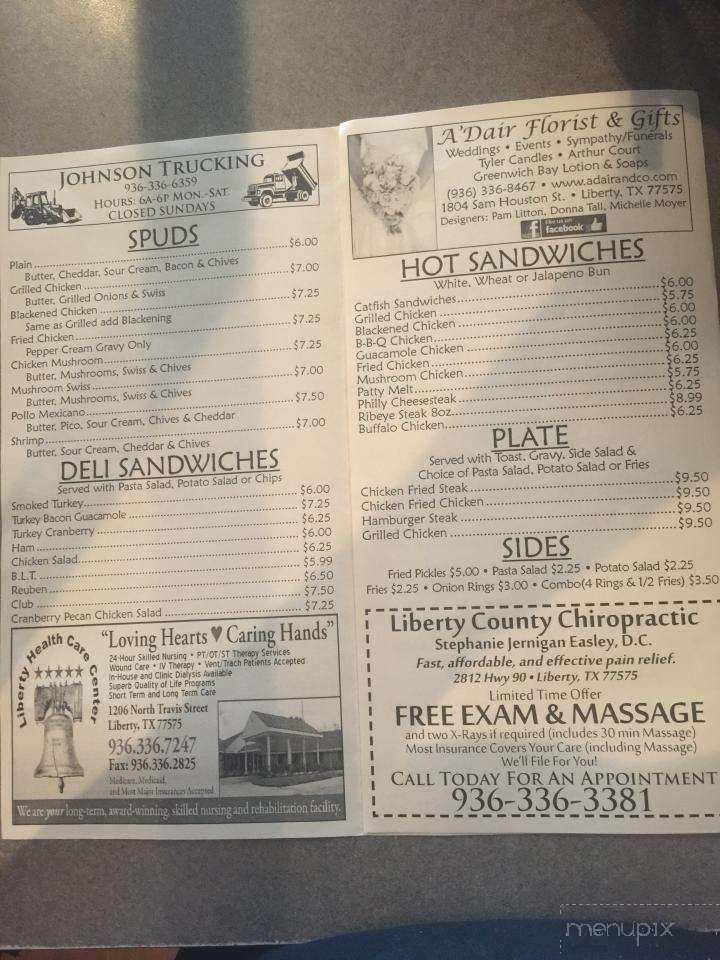 JOHNSON TRUCKING
936-336-6359
HOURS: 6A-6P MON.-SAT.
CLOSED SUNDAYS
SPUDS
Plain $6.00
Butter, Cheddar, Sour Cream, Bacon & Chives
Grilled Chicken $7.00
Butter, Grilled Onions & Swiss
Blackened Chicken $7.25
Same as Grilled add Blackening
Fried Chicken $7.25
Pepper Cream Gravy Only
Chicken Mushroom $7.25
Butter, Mushrooms, Swiss & Chives
Mushroom Swiss $7.00
Butter, Mushrooms, Swiss & Chives
Pollo Mexicano $7.50
Butter, Pico, Sour Cream, Chives & Cheddar
Shrimp $7.00
Butter, Sour Cream, Cheddar & Chives
DELI SANDWICHES
Served with Pasta Salad, Potato Salad or Chips
Smoked Turkey $6.00
Turkey Bacon Guacamole $7.25
Turkey Cranberry $6.25
Ham $6.00
Chicken Salad $6.25
B.L.T. $5.99
Reuben $6.50
Club $7.50
Cranberry Pecan Chicken Salad $7.25
Liberty Health Care Center
"Loving Hearts ♥ Caring Hands"
24-Hour Skilled Nursing • PT/OT/ST Therapy Services
Wound Care • IV Therapy • Vent/Trach Patients Accepted
In-House and Clinic Dialysis Available
Superb Quality of Life Programs
Short Term and Long Term Care
1206 North Travis Street
Liberty, TX 77575
936.336.7247
Fax: 936.336.2825
Medicare, Medicaid,
and Most Major Insurances Accepted
We are your long-term, award-winning, skilled nursing and rehabilitation facility.
A'Dair Florist & Gifts
Weddings • Events • Sympathy/Funerals
Tyler Candles • Arthur Court
Greenwich Bay Lotion & Soaps
(936) 336-8467 • www.adairandco.com
1804 Sam Houston St. • Liberty, TX 77575
Designers: Pam Litton, Donna Tall, Michelle Moyer
f like us on facebook
HOT SANDWICHES
White, Wheat or Jalapeno Bun
Catfish Sandwiches $6.00
Grilled Chicken $5.75
Blackened Chicken $6.00
B-B-Q Chicken $6.00
Guacamole Chicken $6.25
Fried Chicken $6.00
Mushroom Chicken $6.25
Patty Melt $5.75
Philly Cheesesteak $6.25
Ribeye Steak 8oz $8.99
Buffalo Chicken $6.25
PLATE
Served with Toast, Gravy, Side Salad &
Choice of Pasta Salad, Potato Salad or Fries
Chicken Fried Steak $9.50
Chicken Fried Chicken $9.50
Hamburger Steak $9.50
Grilled Chicken $9.50
SIDES
Fried Pickles $5.00 • Pasta Salad $2.25 • Potato Salad $2.25
Fries $2.25 • Onion Rings $3.00 • Combo(4 Rings & 1/2 Fries) $3.50
Liberty County Chiropractic
Stephanie Jernigan Easley, D.C.
Fast, affordable, and effective pain relief.
2812 Hwy 90 • Liberty, TX 77575
Limited Time Offer
FREE EXAM & MASSAGE
and two X-Rays if required (includes 30 min Massage)
Most Insurance Covers Your Care (including Massage)
We'll File For You!
CALL TODAY FOR AN APPOINTMENT
936-336-3381
menupix